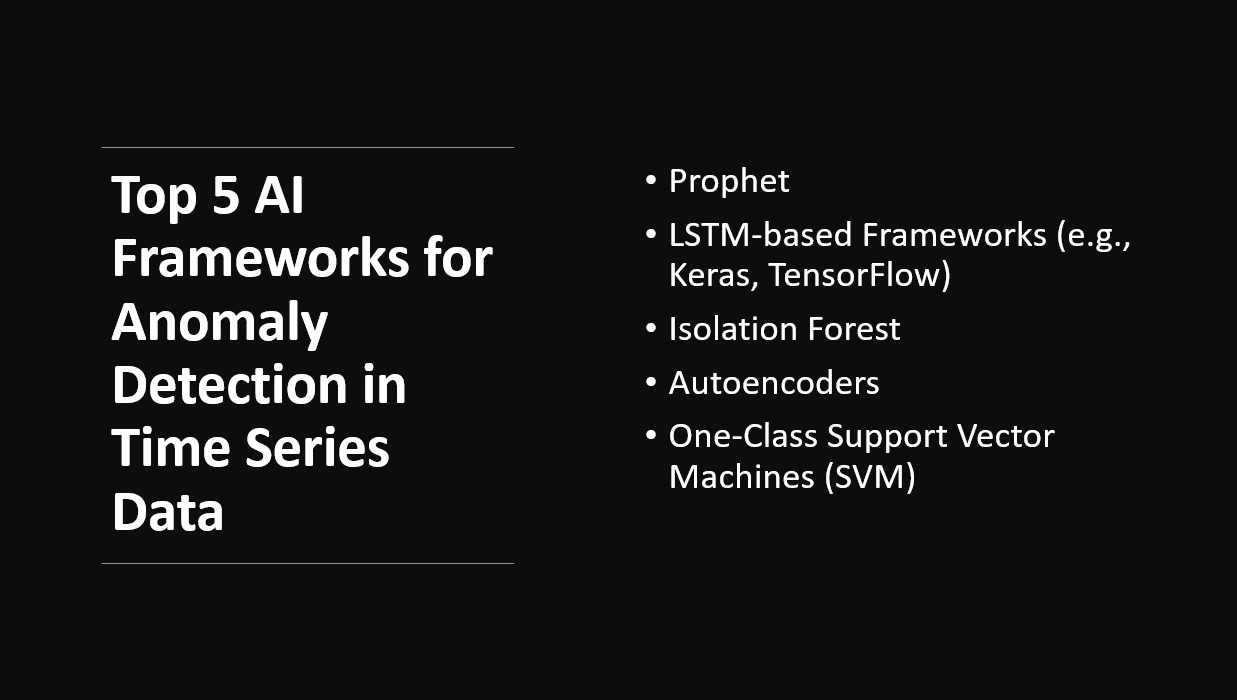 Top 5 AI
Frameworks for
Anomaly
Detection in
Time Series
Data
• Prophet
• LSTM-based Frameworks (e.g.,
Keras, TensorFlow)
• Isolation Forest
• Autoencoders
• One-Class Support Vector
Machines (SVM)